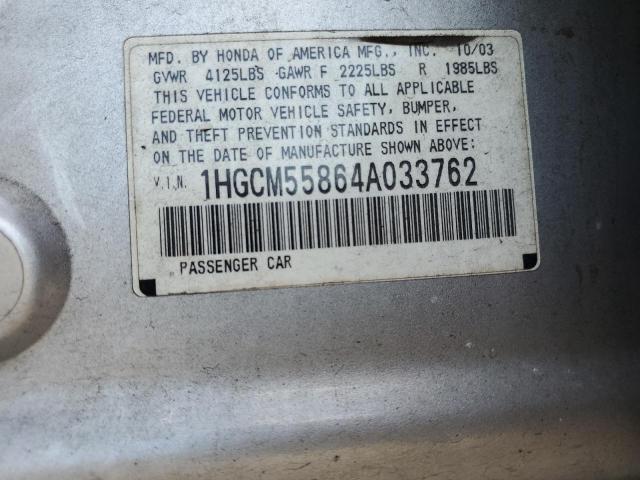 MFD. BY HONDA OF AMERICA MFG., INC. 10/03
GVWR 4125LBS GAWR F 2225LBS R 1985LBS
THIS VEHICLE CONFORMS TO ALL APPLICABLE
FEDERAL MOTOR VEHICLE SAFETY, BUMPER,
AND THEFT PREVENTION STANDARDS IN EFFECT
ON THE DATE OF MANUFACTURE SHOWN ABOVE:
V.I.N. 1HGCM55864A033762
PASSENGER CAR